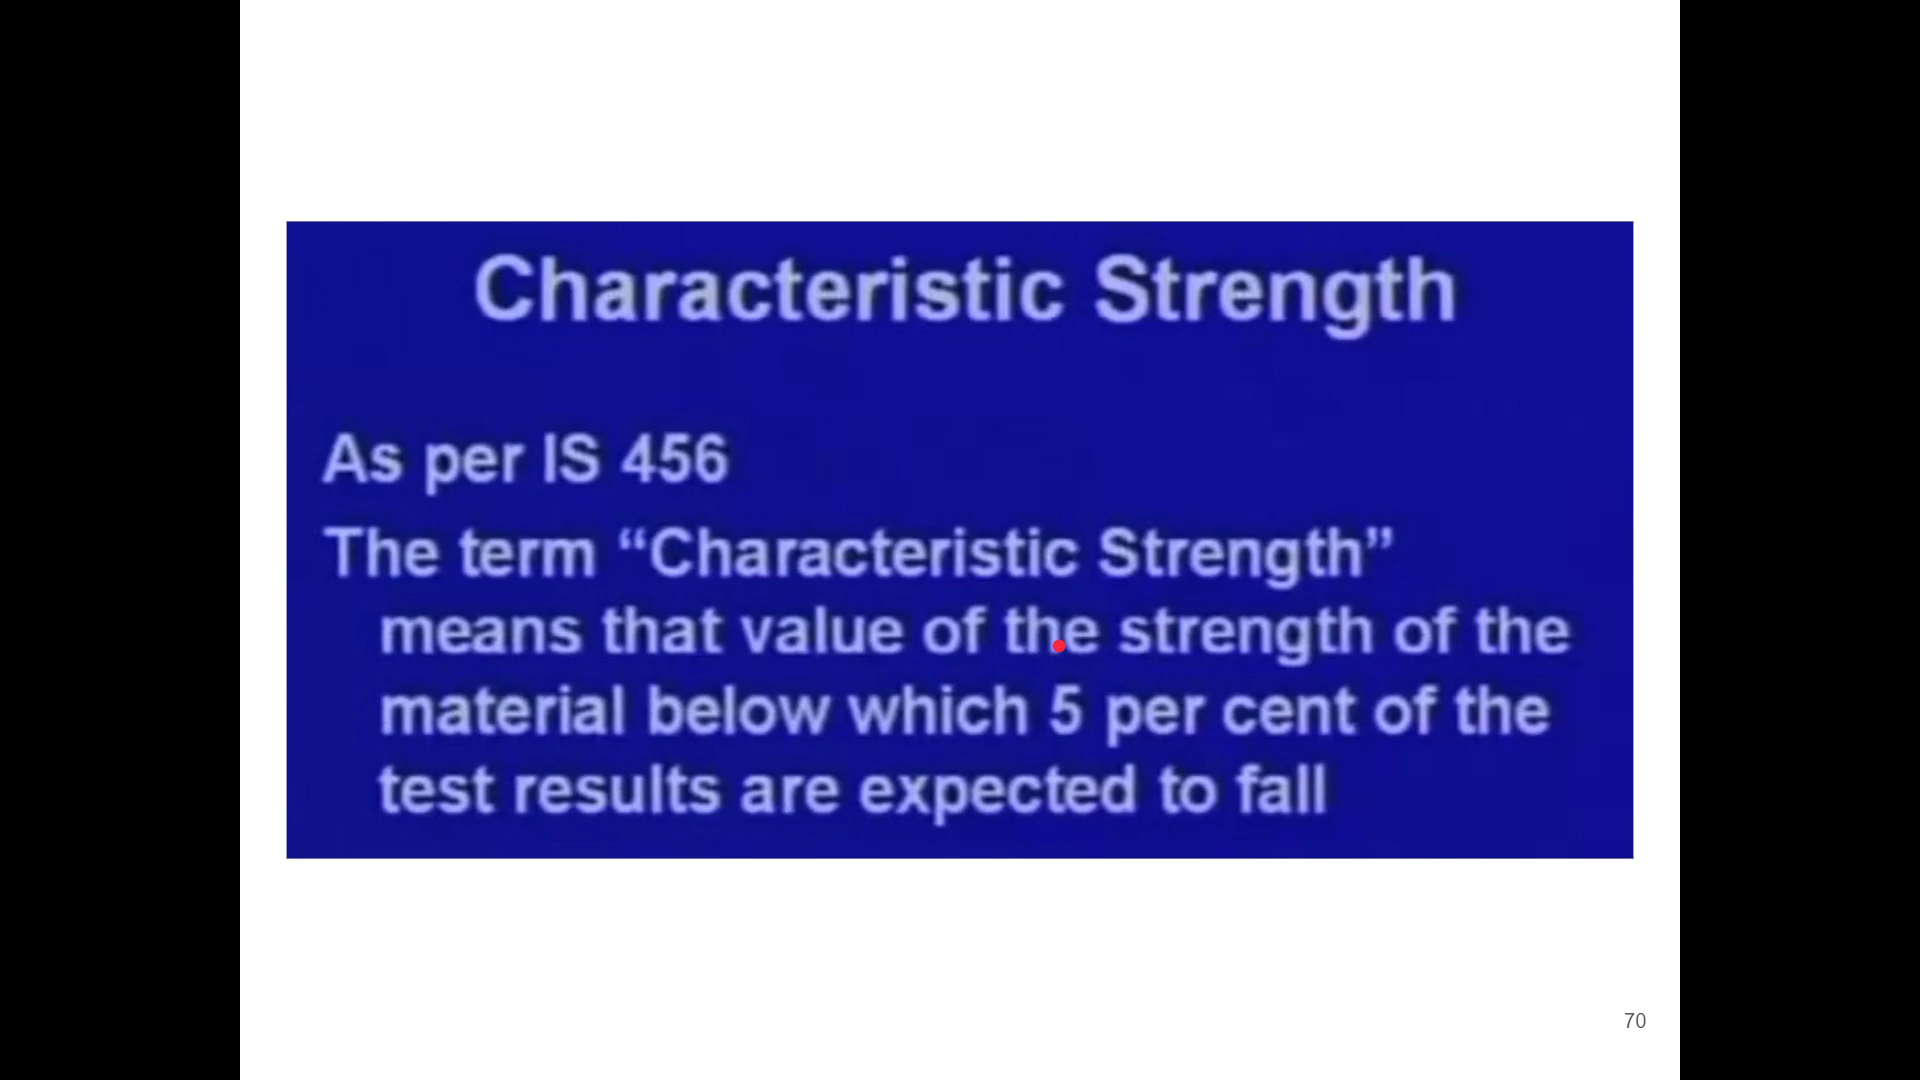 Characteristic Strength
As per IS 456
The term “Characteristic Strength”
means that value of the strength of the
material below which 5 per cent of the
test results are expected to fall
70